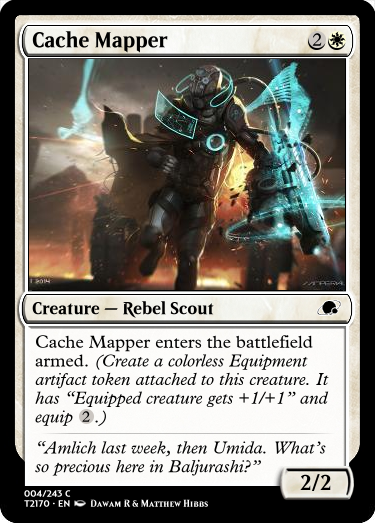 Cache Mapper 2
Creature — Rebel Scout
Cache Mapper enters the battlefield
armed. (Create a colorless Equipment
artifact token attached to this creature. It
has “Equipped creature gets +1/+1” and
equip 2.)
“Amlich last week, then Umida. What’s
so precious here in Baljurashi?”
2/2
004/243 C
T2170 · EN Dawam R & Matthew Hibbs